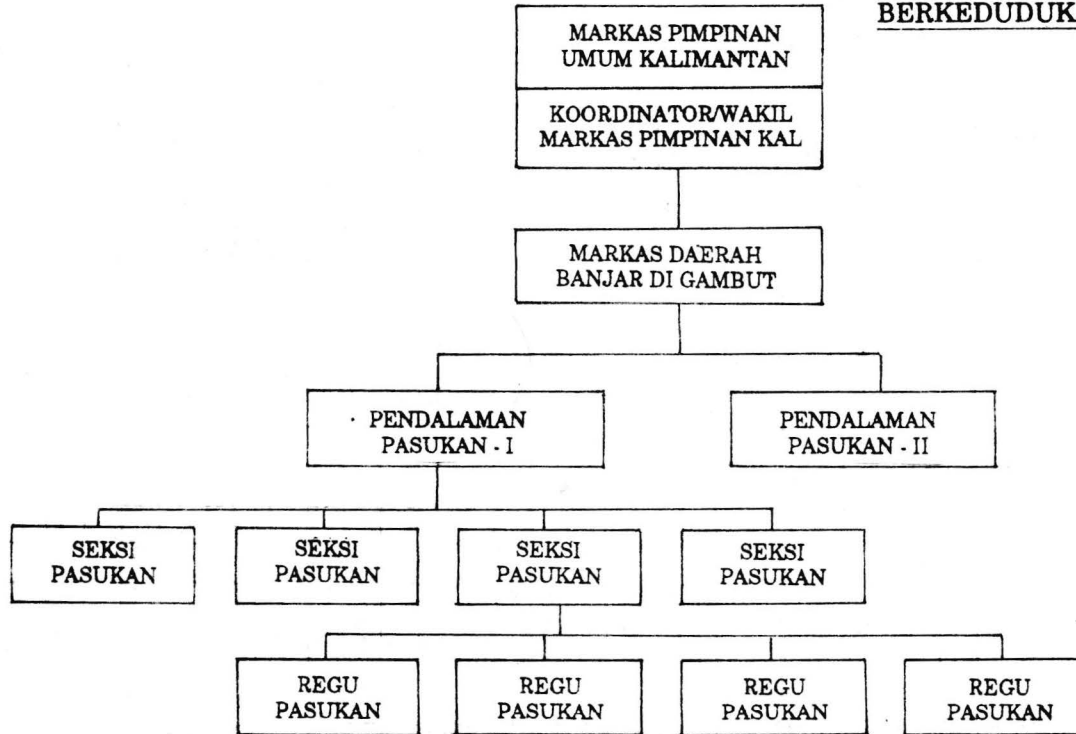 BERKEDUDUK
MARKAS PIMPINAN
UMUM KALIMANTAN
KOORDINATOR/WAKIL
MARKAS PIMPINAN KAL
MARKAS DAERAH
BANJAR DI GAMBUT
PENDALAMAN
PASUKAN - I
PENDALAMAN
PASUKAN - II
SEKSI
PASUKAN
SEKSI
PASUKAN
SEKSI
PASUKAN
SEKSI
PASUKAN
REGU
PASUKAN
REGU
PASUKAN
REGU
PASUKAN
REGU
PASUKAN